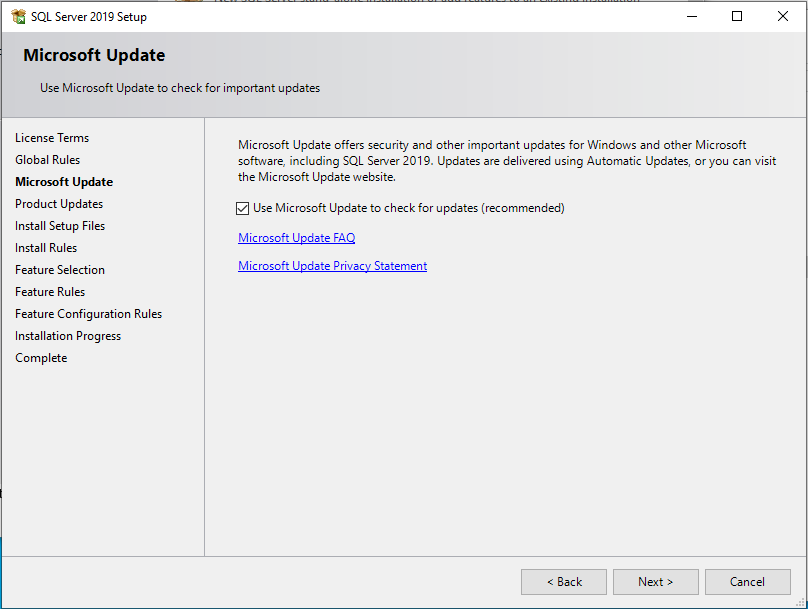 SQL Server 2019 Setup
Microsoft Update
Use Microsoft Update to check for important updates
License Terms
Global Rules
Microsoft Update
Product Updates
Install Setup Files
Install Rules
Feature Selection
Feature Rules
Feature Configuration Rules
Installation Progress
Complete
Microsoft Update offers security and other important updates for Windows and other Microsoft
software, including SQL Server 2019. Updates are delivered using Automatic Updates, or you can visit
the Microsoft Update website.
Use Microsoft Update to check for updates (recommended)
Microsoft Update FAQ
Microsoft Update Privacy Statement
< Back
Next >
Cancel